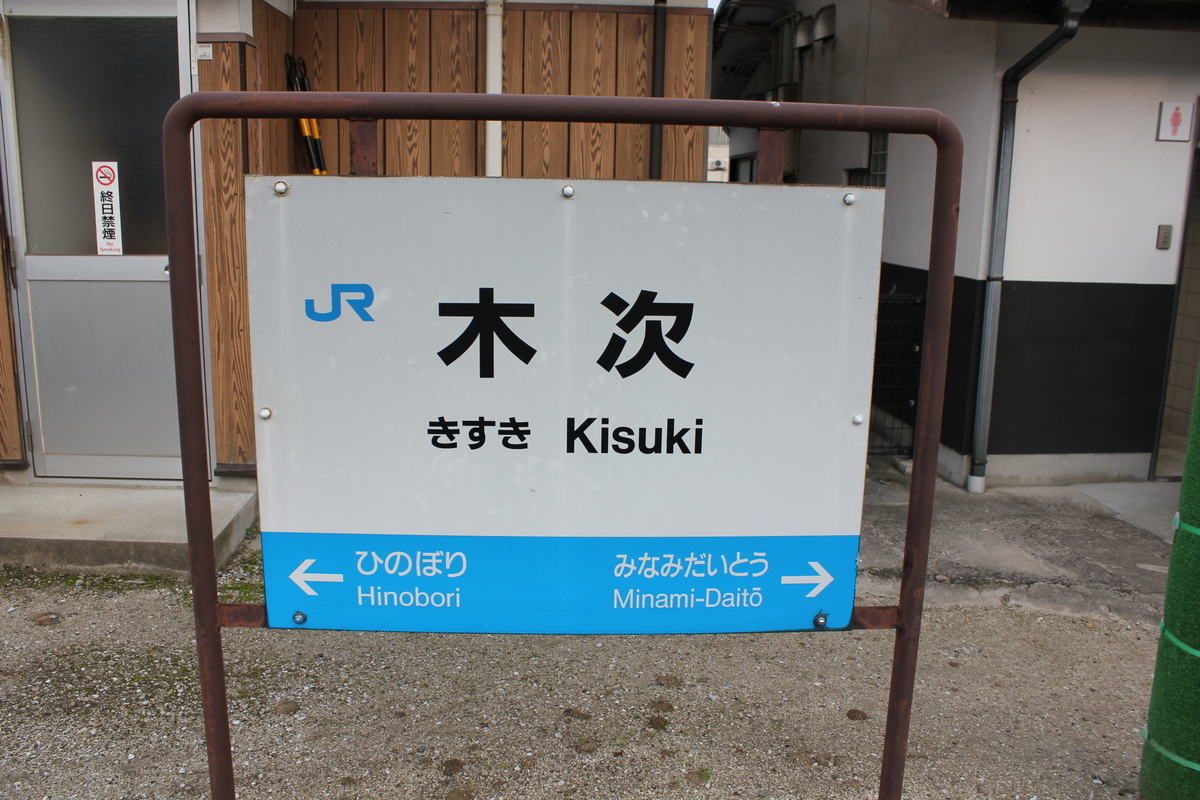 終日禁煙
No
Smoking
JR
木次
きすき Kisuki
← ひのぼり
Hinobori
みなみだいとう →
Minami-Daitō